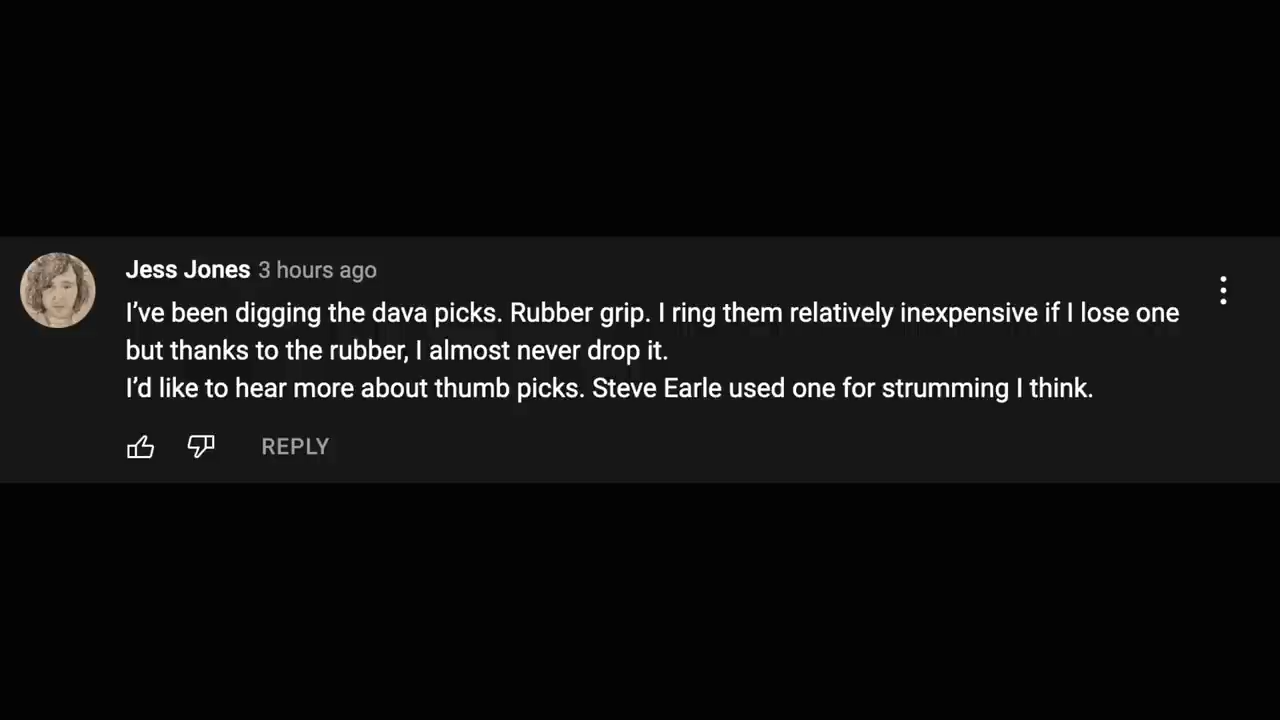 Jess Jones 3 hours ago
I’ve been digging the dava picks. Rubber grip. I ring them relatively inexpensive if I lose one
but thanks to the rubber, I almost never drop it.
I’d like to hear more about thumb picks. Steve Earle used one for strumming I think.
REPLY